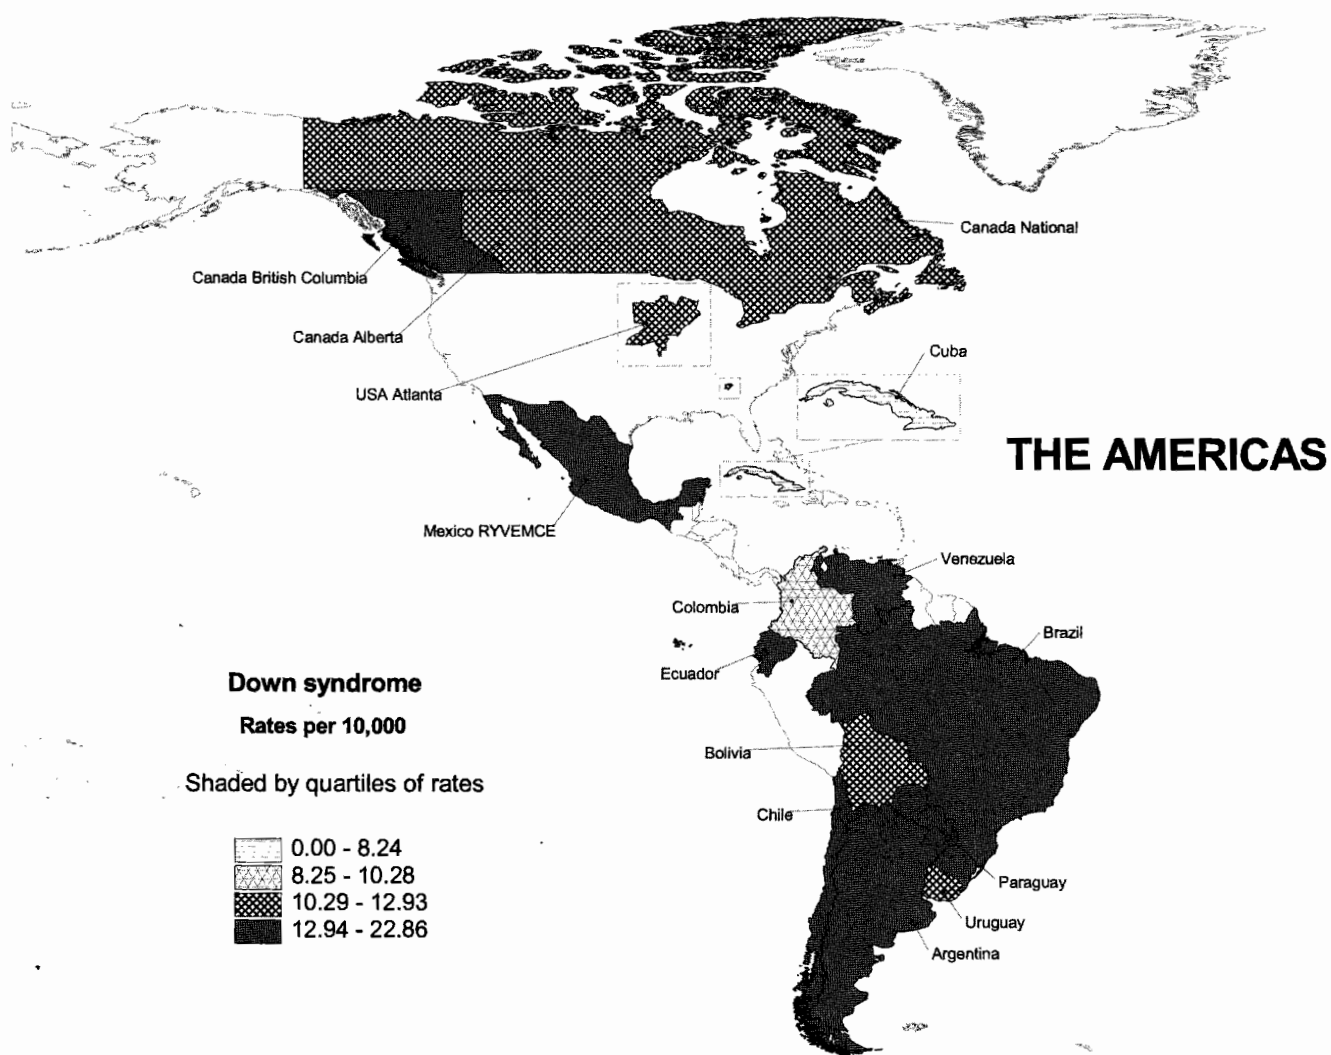 Canada National
Canada British Columbia
Canada Alberta
USA Atlanta
Cuba
THE AMERICAS
Mexico RYVEMCE
Venezuela
Colombia
Brazil
Ecuador
Down syndrome
Rates per 10,000
Bolivia
Shaded by quartiles of rates
Chile
0.00 - 8.24
8.25 - 10.28
10.29 - 12.93
12.94 - 22.86
Paraguay
Uruguay
Argentina